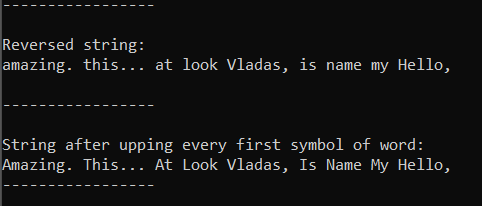 -----------------
Reversed string:
amazing. this... at look Vladas, is name my Hello,
-----------------
String after upping every first symbol of word:
Amazing. This... At Look Vladas, Is Name My Hello,
-----------------